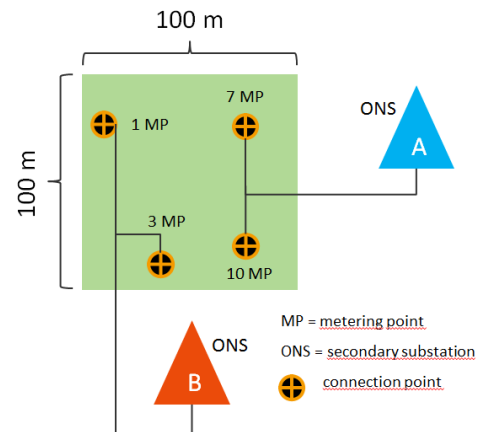 100 m
100 m
7 MP
1 MP
ONS
A
3 MP
10 MP
ONS
B
MP = metering point
ONS = secondary substation
connection point